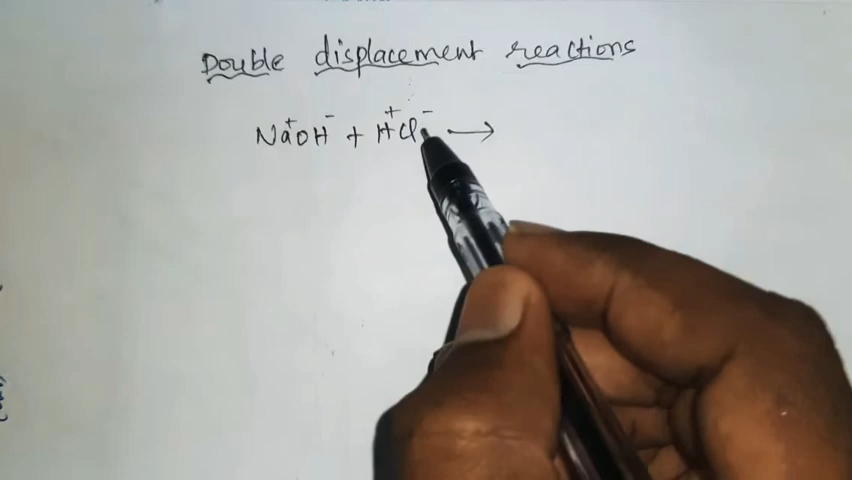 Double displacement reactions
Na⁺OH⁻ + H⁺Cl⁻ →